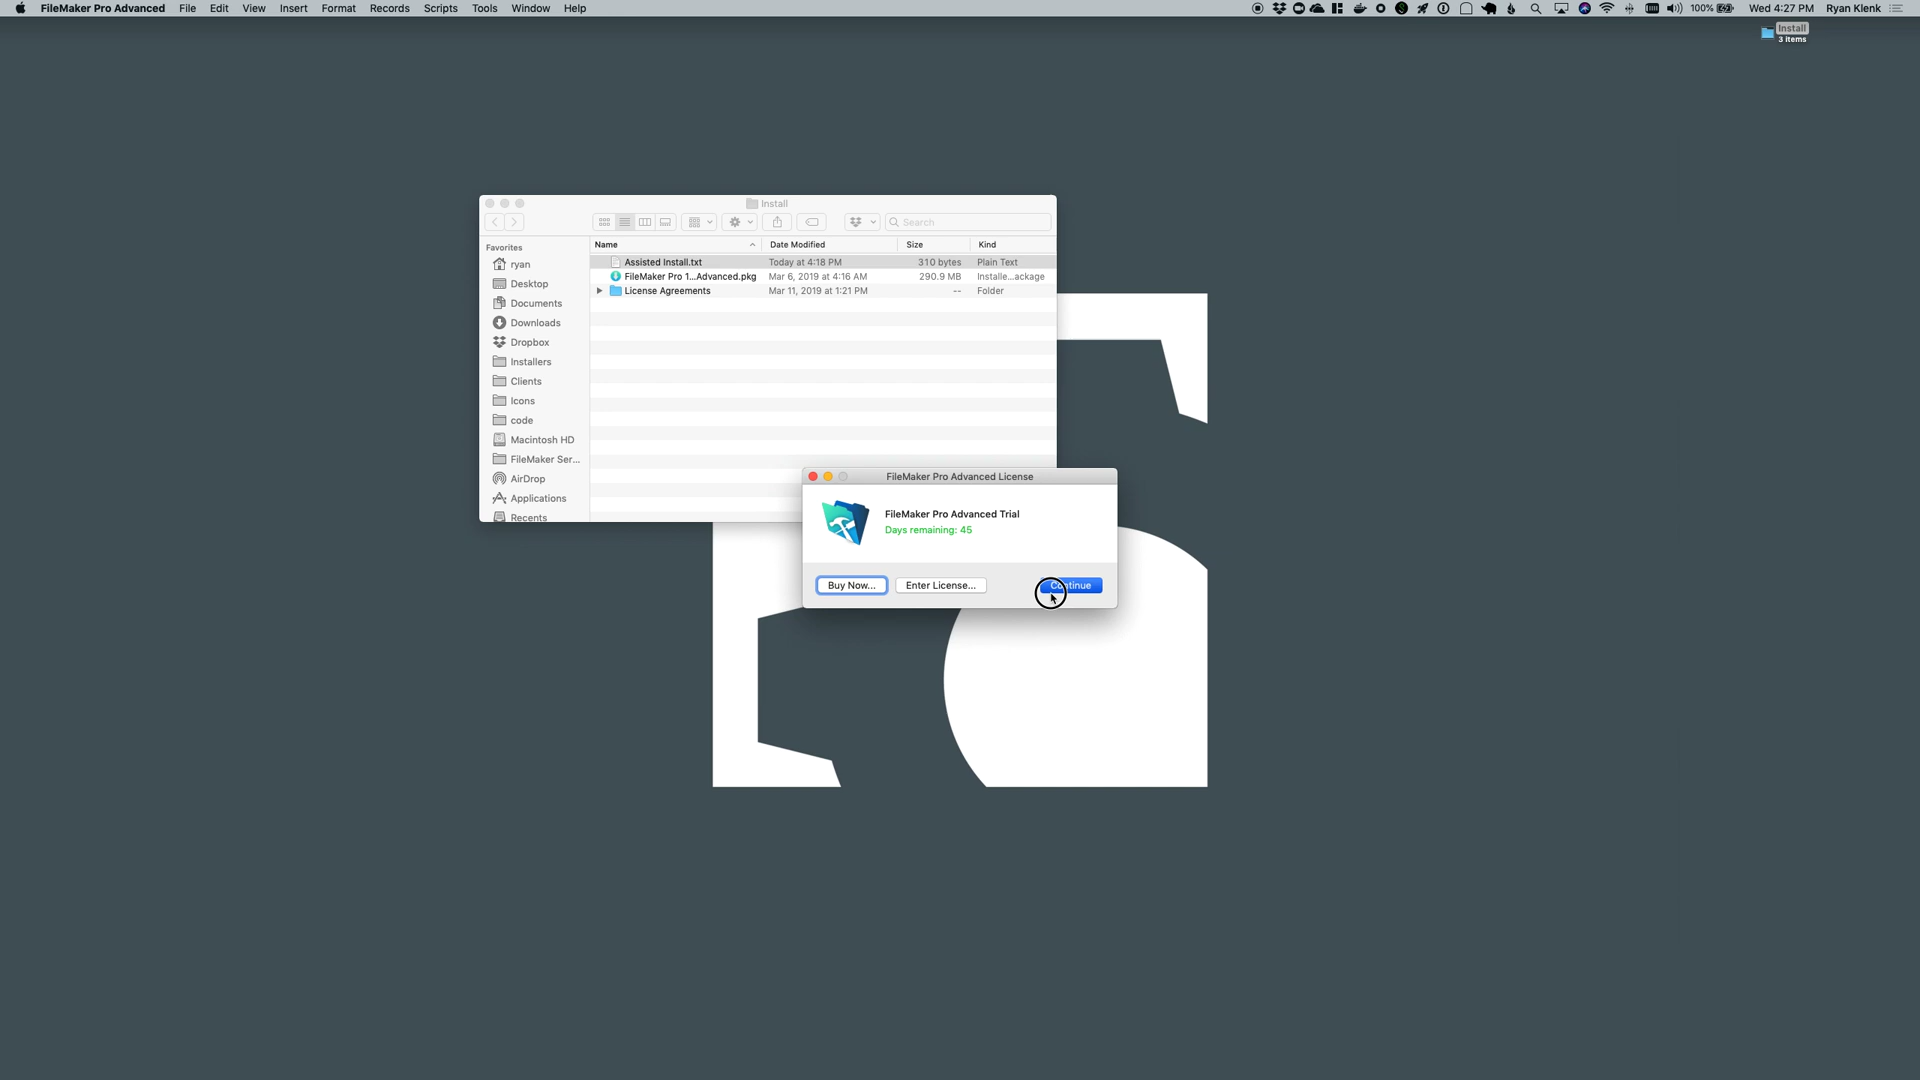 FileMaker Pro Advanced File Edit View Insert Format Records Scripts Tools Window Help 100% Wed 4:27 PM Ryan Klenk
Install
3 items
Install
Search
Favorites
ryan
Desktop
Documents
Downloads
Dropbox
Installers
Clients
Icons
code
Macintosh HD
FileMaker Ser...
AirDrop
Applications
Recents
Name Date Modified Size Kind
Assisted Install.txt Today at 4:18 PM 310 bytes Plain Text
FileMaker Pro 1...Advanced.pkg Mar 6, 2019 at 4:16 AM 290.9 MB Installe...ackage
License Agreements Mar 11, 2019 at 1:21 PM -- Folder
FileMaker Pro Advanced License
FileMaker Pro Advanced Trial
Days remaining: 45
Buy Now... Enter License... Continue